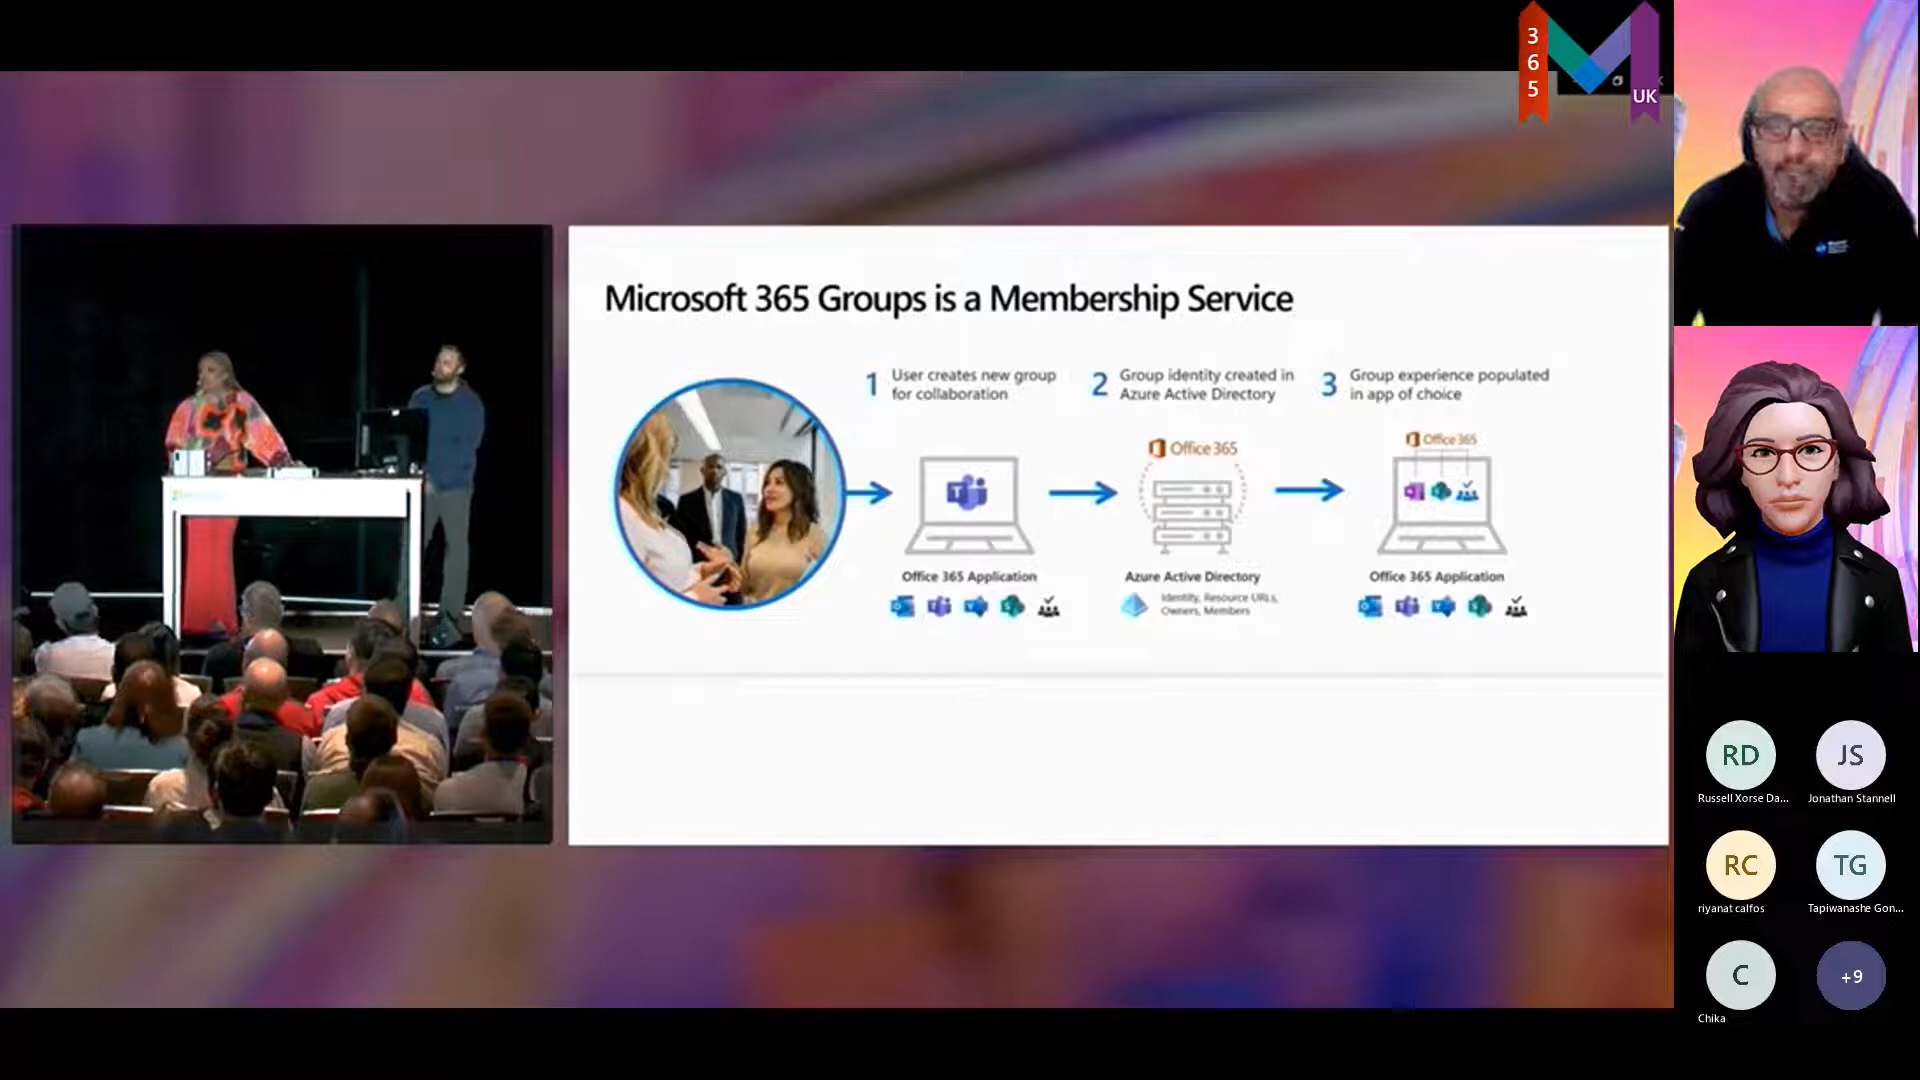 365
UK
Microsoft 365 Groups is a Membership Service
1 User creates new group
for collaboration
2 Group identity created in
Azure Active Directory
3 Group experience populated
in app of choice
Office 365
Office 365
Office 365 Application
Azure Active Directory
Identity, Resource URLs,
Owners, Members
Office 365 Application
RD
Russell Xorse Da...
JS
Jonathan Stannell
RC
riyanat calfos
TG
Tapiwanashe Gon...
C
Chika
+9